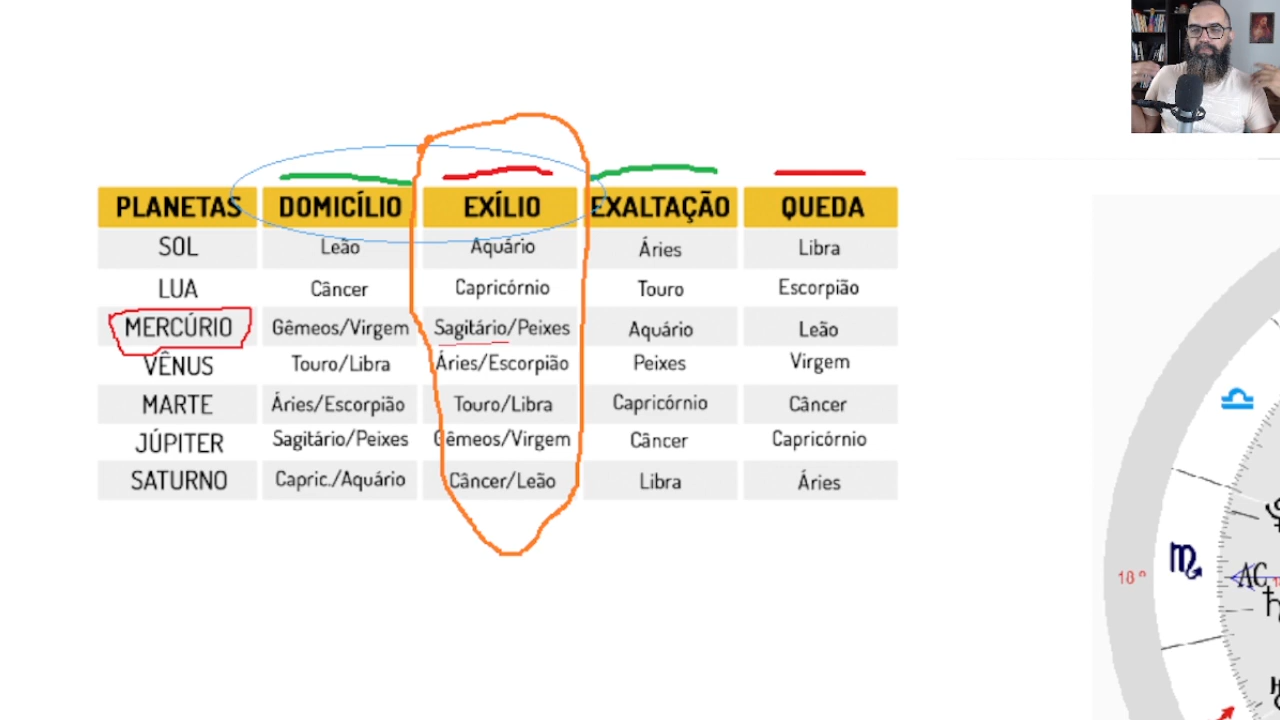 PLANETAS DOMICÍLIO EXÍLIO EXALTAÇÃO QUEDA
SOL Leão Aquário Áries Libra
LUA Câncer Capricórnio Touro Escorpião
MERCÚRIO Gêmeos/Virgem Sagitário/Peixes Aquário Leão
VÊNUS Touro/Libra Áries/Escorpião Peixes Virgem
MARTE Áries/Escorpião Touro/Libra Capricórnio Câncer
JÚPITER Sagitário/Peixes Gêmeos/Virgem Câncer Capricórnio
SATURNO Capric./Aquário Câncer/Leão Libra Áries
18º
AC